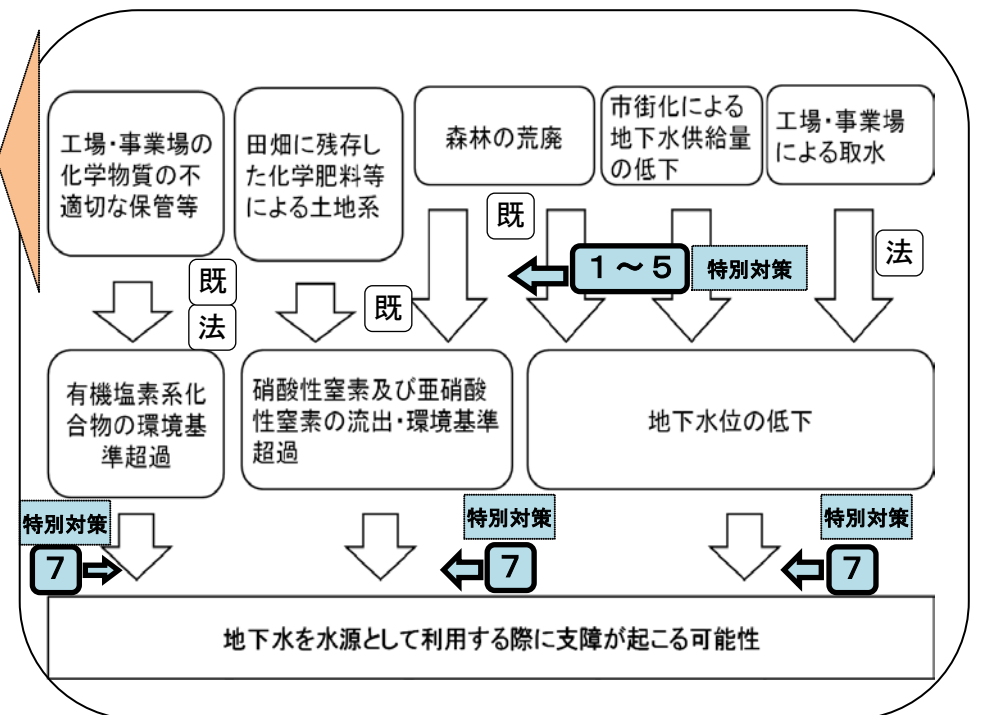 工場・事業場の
化学物質の不
適切な保管等
田畑に残存し
た化学肥料等
による土地系
森林の荒廃
市街化による
地下水供給量
の低下
工場・事業場
による取水
既
法
既
既
1～5
特別対策
法
有機塩素系化
合物の環境基
準超過
硝酸性窒素及び亜硝酸
性窒素の流出・環境基準
超過
地下水位の低下
特別対策
7
特別対策
7
特別対策
7
地下水を水源として利用する際に支障が起こる可能性